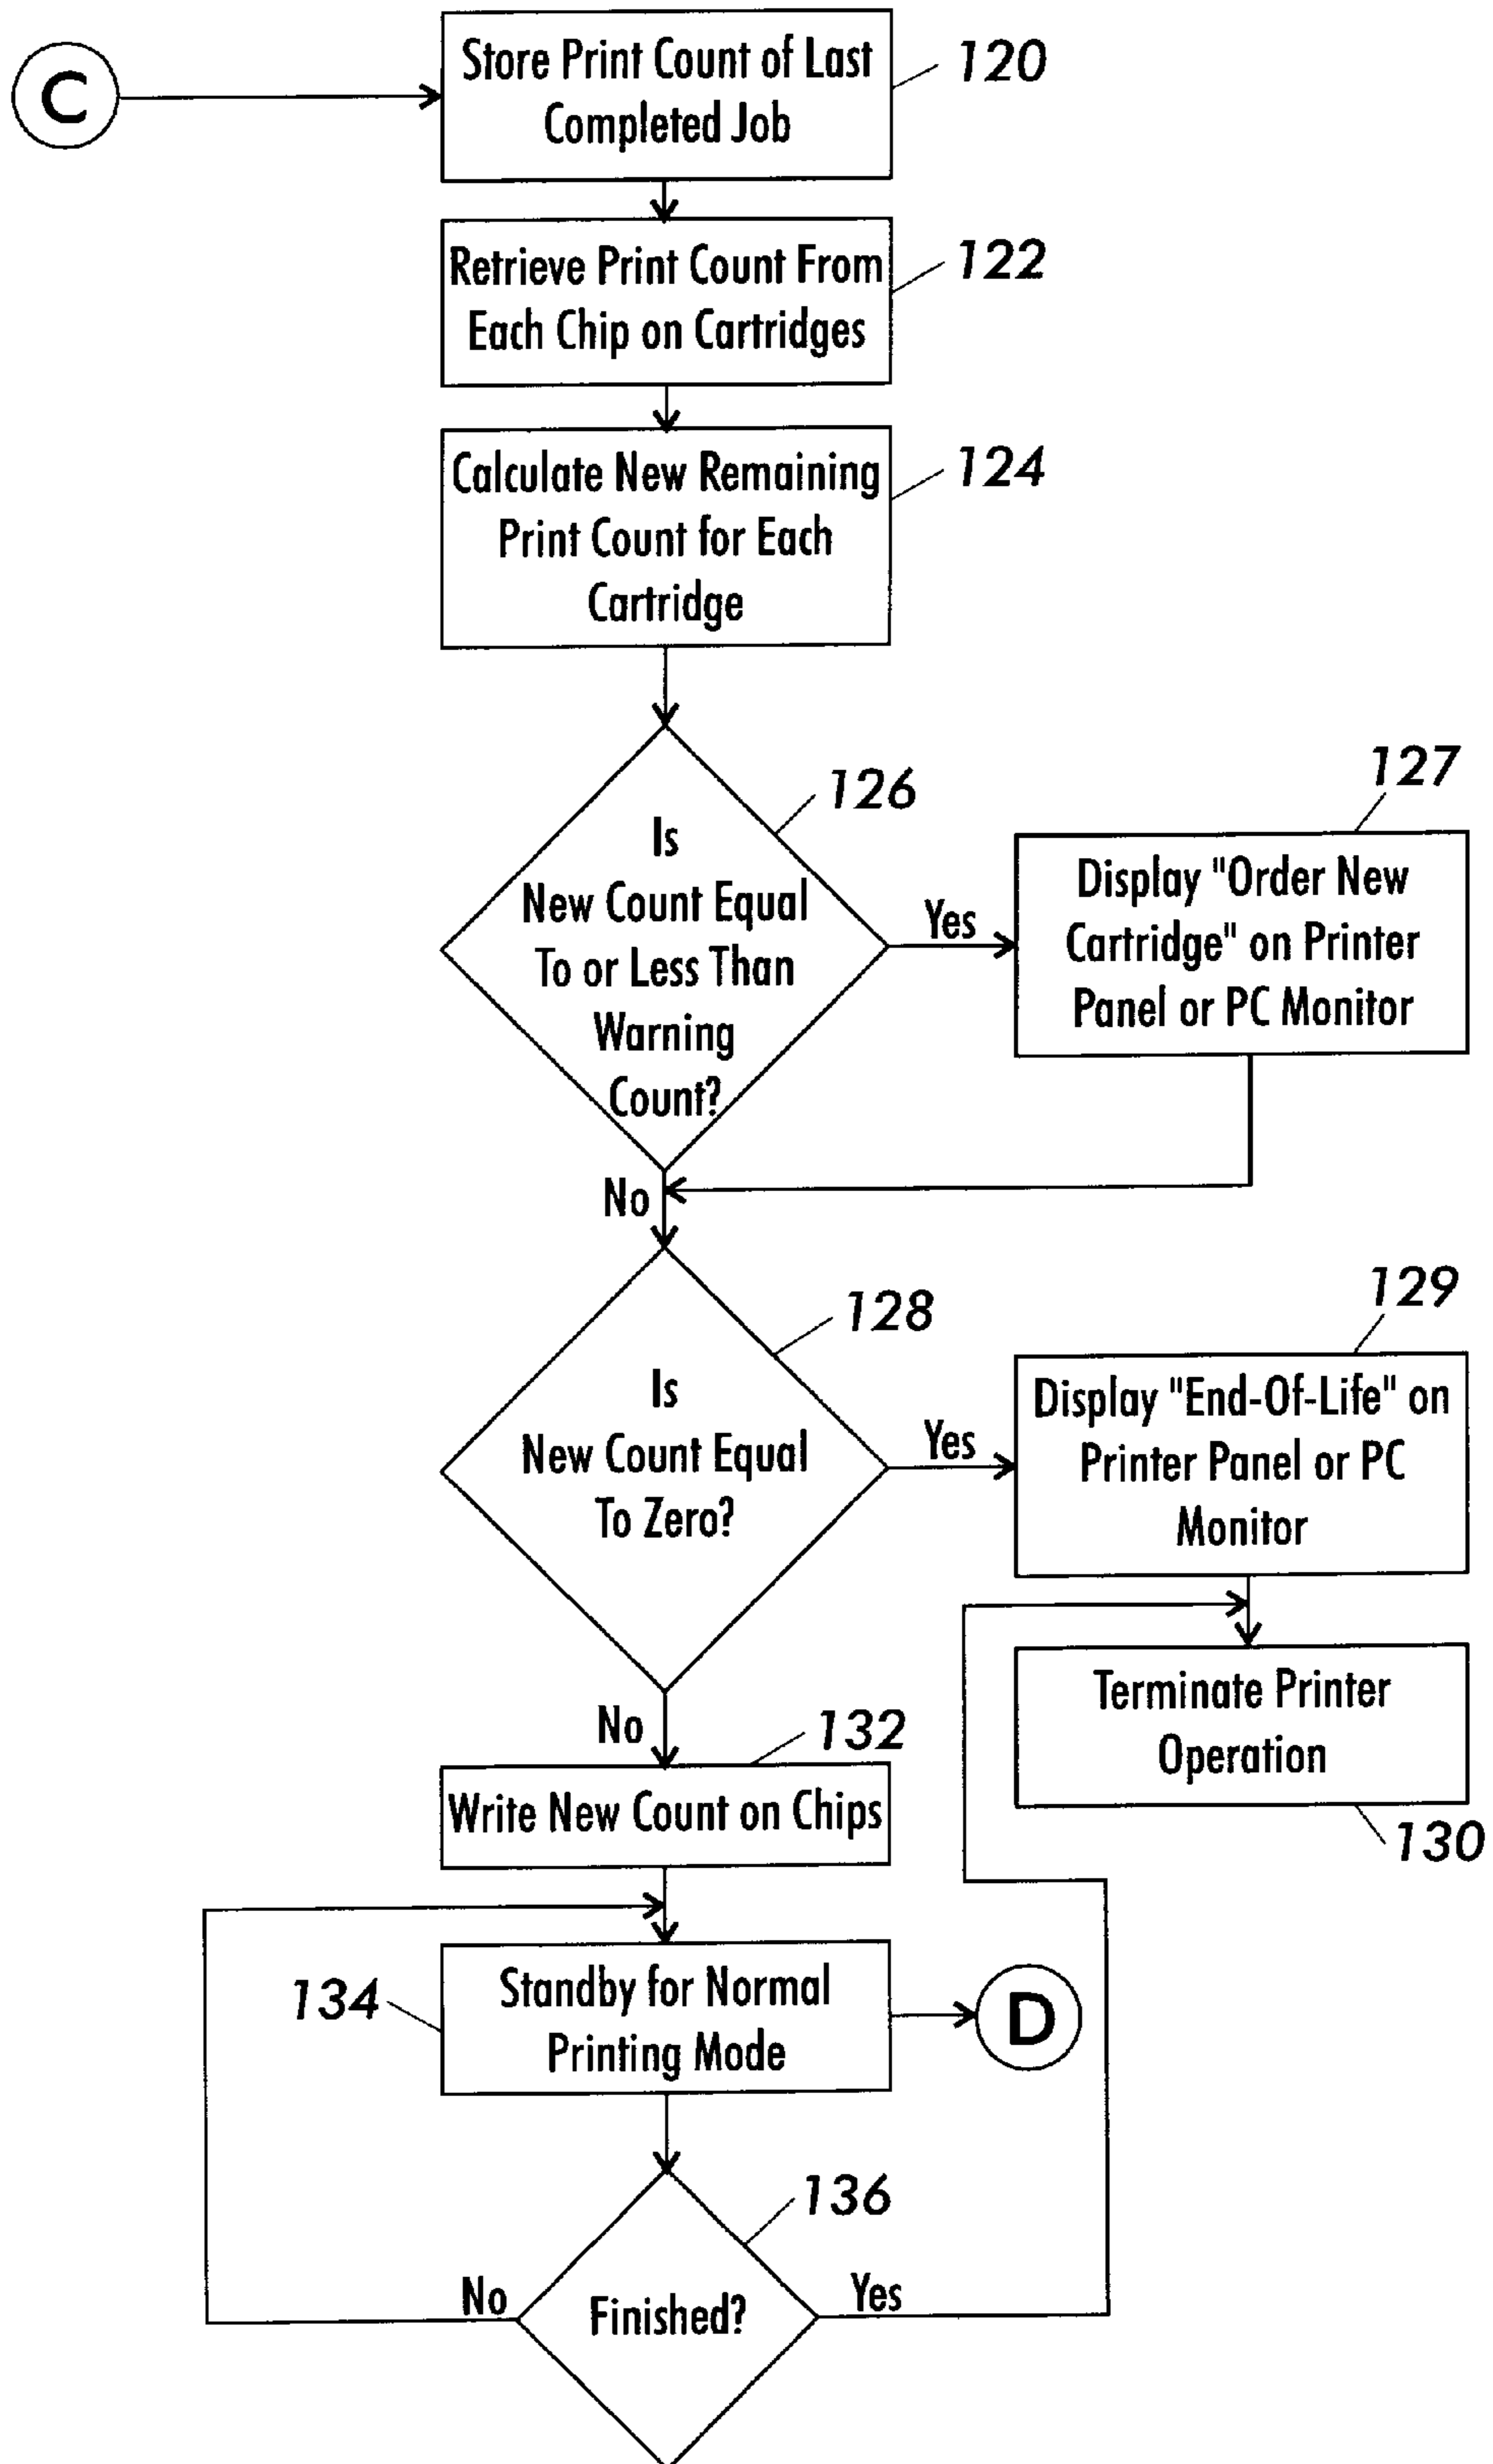 C
Store Print Count of Last
Completed Job
120
Retrieve Print Count From
Each Chip on Cartridges
122
Calculate New Remaining
Print Count for Each
Cartridge
124
126
Is
New Count Equal
To or Less Than
Warning
Count?
Yes
127
Display "Order New
Cartridge" on Printer
Panel or PC Monitor
No
128
Is
New Count Equal
To Zero?
Yes
129
Display "End-Of-Life" on
Printer Panel or PC
Monitor
Terminate Printer
Operation
130
No
132
Write New Count on Chips
134
Standby for Normal
Printing Mode
D
136
No
Finished?
Yes